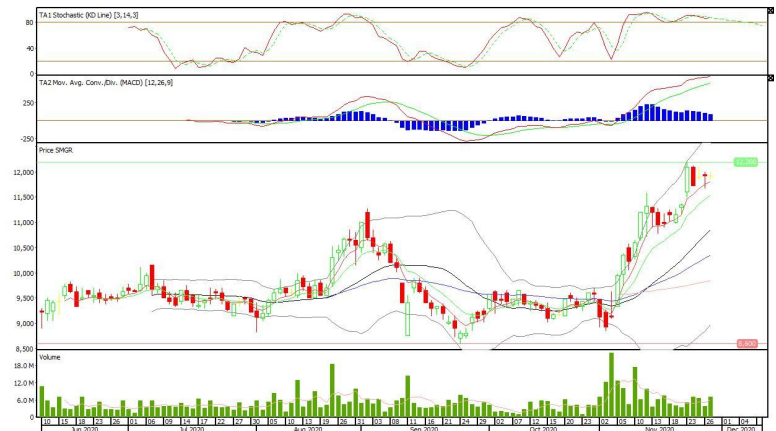 TA1 Stochastic (KD Line) [3,14,3]
80
40
0
TA2 Mov. Avg. Conv./Div. (MACD) [12,26,9]
250
-250
Price SMGR
12,200
12,000
11,000
10,500
10,000
9,500
9,000
8,500
8,600
Volume
18.0 M
12.0 M
6.0 M
0.0
10 15 18 23 26 01 06 09 14 17 22 27 30 05 10 13 19 26 31 03 08 11 16 21 24 29 02 07 12 15 20 23 02 05 10 13 18 23 26 01 04
Jun 2020 Jul 2020 Aug 2020 Sep 2020 Oct 2020 Nov 2020 Dec 2020